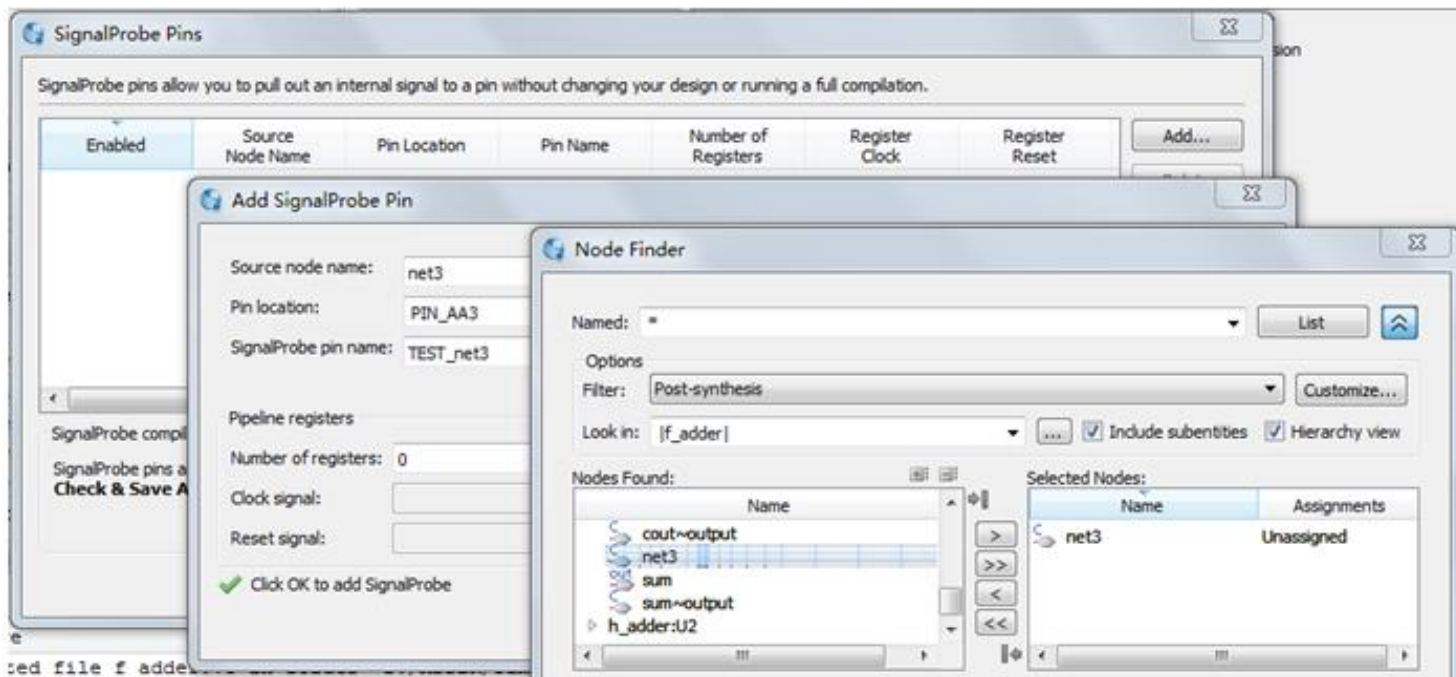 SignalProbe Pins
sion
SignalProbe pins allow you to pull out an internal signal to a pin without changing your design or running a full compilation.
Enabled
Source Node Name
Pin Location
Pin Name
Number of Registers
Register Clock
Register Reset
Add...
SignalProbe compil
SignalProbe pins a
Check & Save A
Add SignalProbe Pin
Source node name: net3
Pin location: PIN_AA3
SignalProbe pin name: TEST_net3
Pipeline registers
Number of registers: 0
Clock signal:
Reset signal:
Click OK to add SignalProbe
Node Finder
Named: *
List
Options
Filter: Post-synthesis
Customize...
Look in: |f_adder|
...
Include subentities
Hierarchy view
Nodes Found:
Name
cout~output
net3
sum
sum~output
h_adder:U2
>
>>
<
<<
Selected Nodes:
Name Assignments
net3 Unassigned